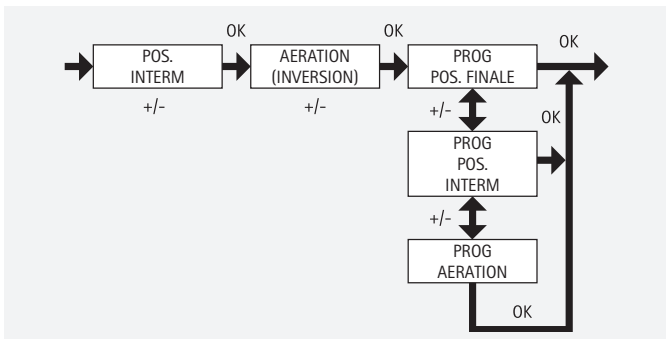 OK
OK
OK
POS.
INTERM
AERATION
(INVERSION)
PROG
POS. FINALE
+/-
+/-
+/-
OK
PROG
POS.
INTERM
+/-
PROG
AERATION
OK